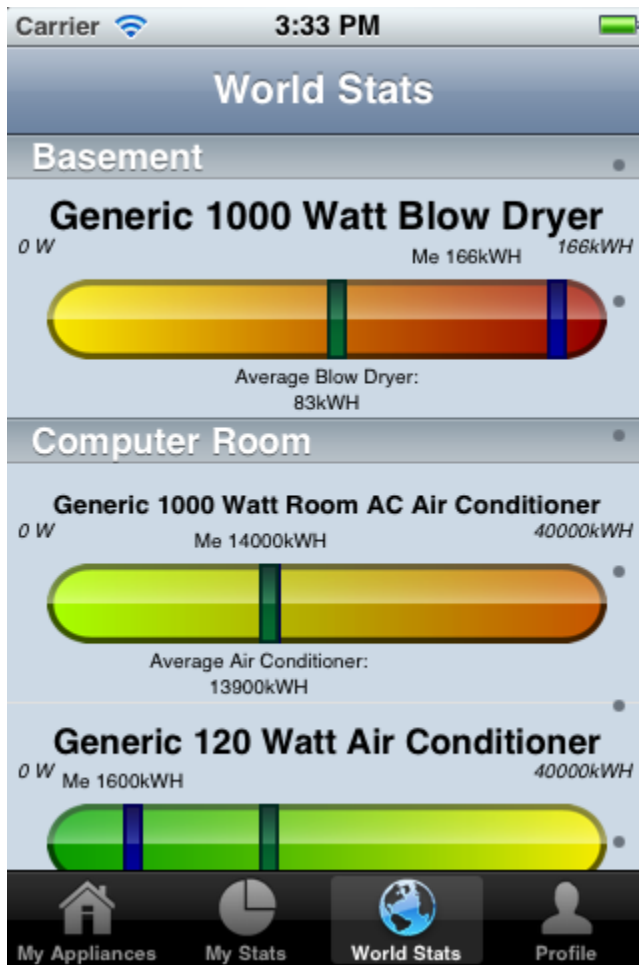 Carrier 3:33 PM
World Stats
Basement
Generic 1000 Watt Blow Dryer
0 W Me 166kWH 166kWH
Average Blow Dryer:
83kWH
Computer Room
Generic 1000 Watt Room AC Air Conditioner
0 W Me 14000kWH 40000kWH
Average Air Conditioner:
13900kWH
Generic 120 Watt Air Conditioner
0 W Me 1600kWH 40000kWH
My Appliances My Stats World Stats Profile